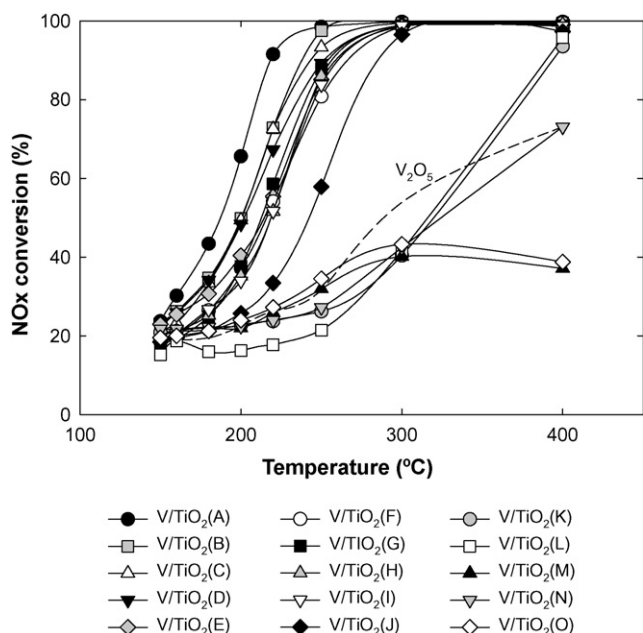 100
80
60
40
20
0
NOx conversion (%)
V₂O₅
100 200 300 400
Temperature (ºC)
V/TiO₂(A) V/TiO₂(F) V/TiO₂(K)
V/TiO₂(B) V/TIO₂(G) V/TiO₂(L)
V/TiO₂(C) V/TiO₂(H) V/TiO₂(M)
V/TiO₂(D) V/TiO₂(I) V/TiO₂(N)
V/TiO₂(E) V/TiO₂(J) V/TiO₂(O)